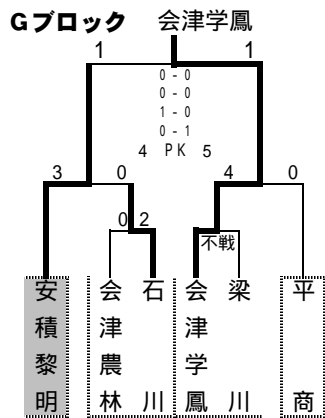 Gブロック 会津学鳳
1 1
0 - 0
0 - 0
1 - 0
0 - 1
4 PK 5
3 0 4 0
0 2
不戦
安積黎明
会津農林
石川
会津学鳳
梁川
平商